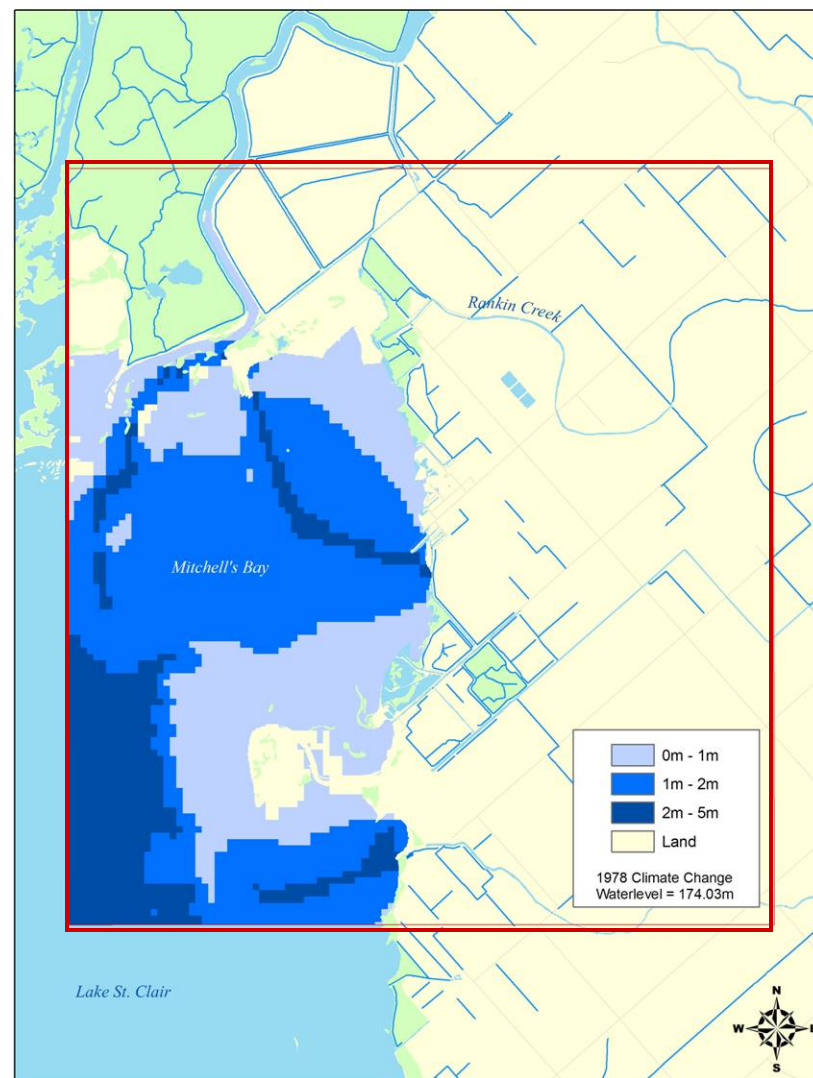 Rankin Creek
Mitchell's Bay
0m - 1m
1m - 2m
2m - 5m
Land
1978 Climate Change
Waterlevel = 174.03m
Lake St. Clair
N
W
E
S